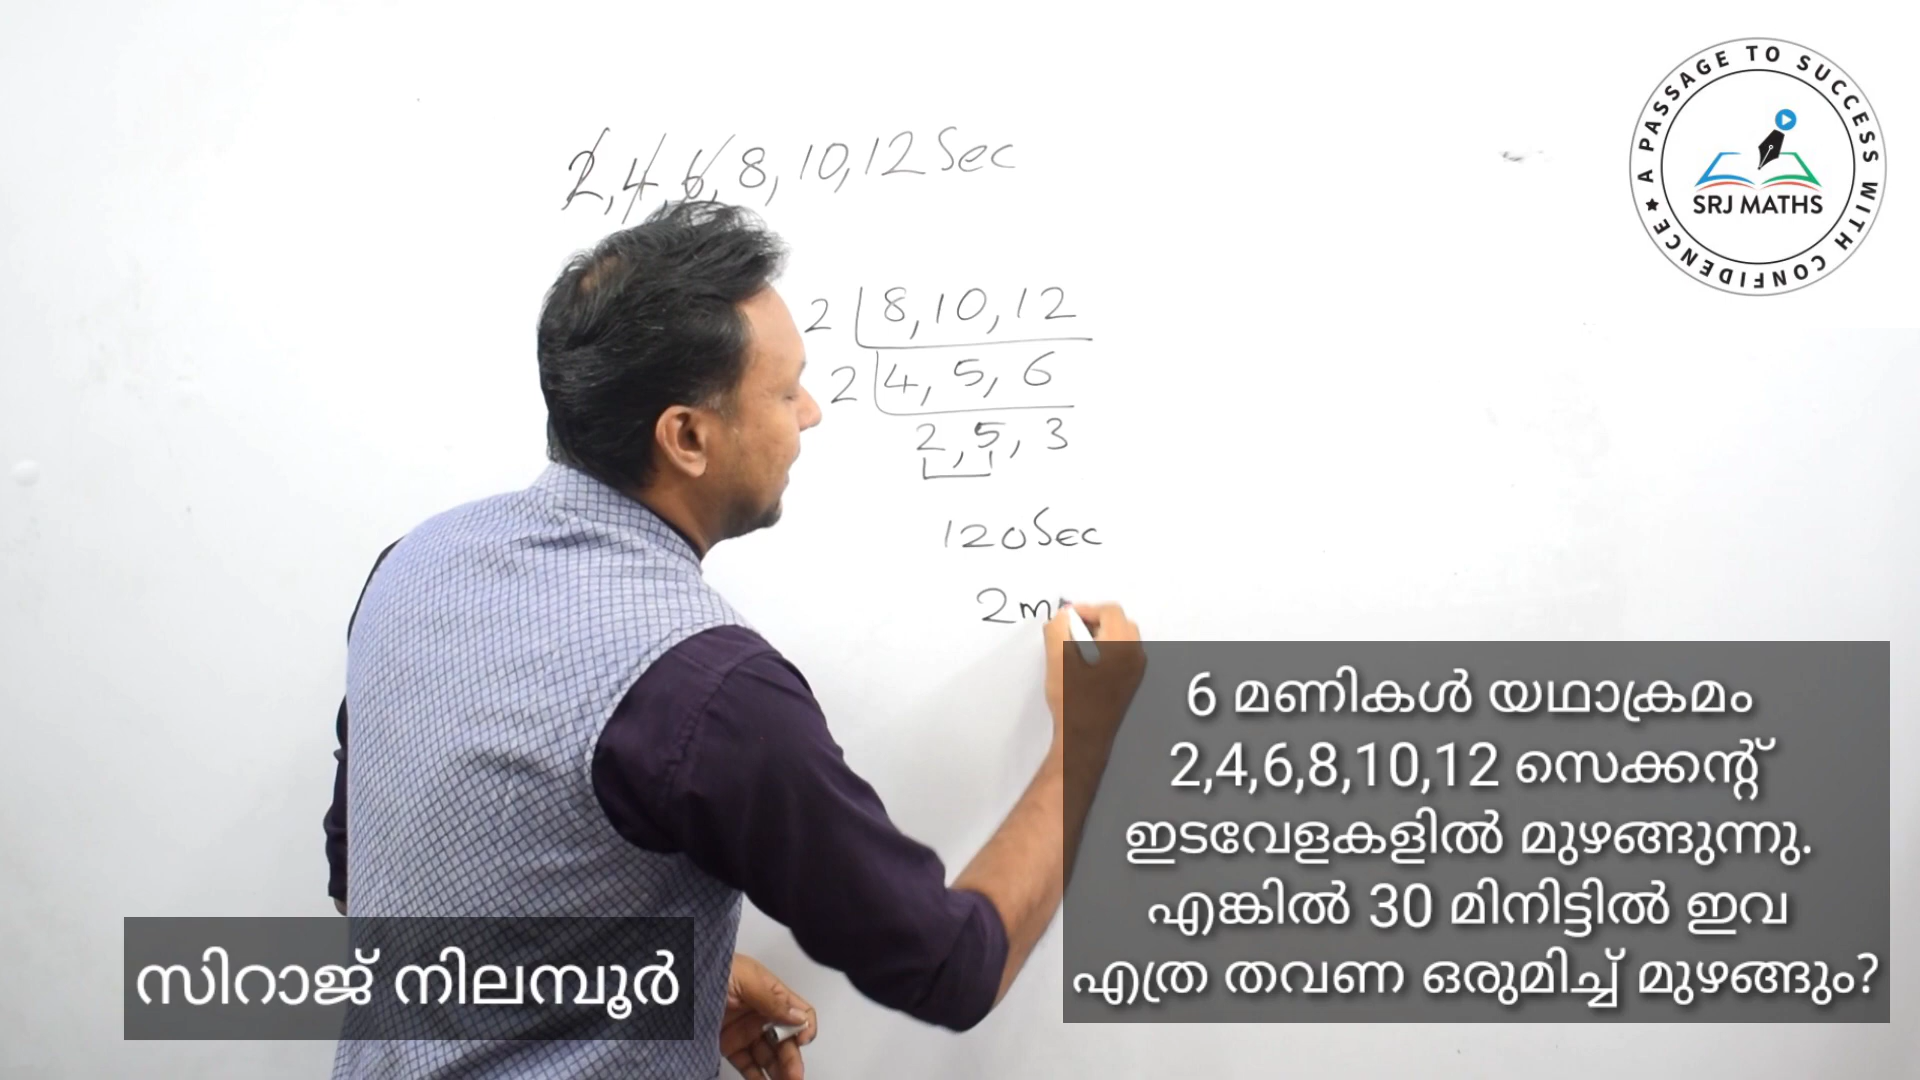 2,4,6,8,10,12 Sec
2 8,10,12
2 4,5,6
2,5,3
120 Sec
2m
A PASSAGE TO SUCCESS WITH CONFIDENCE ★
SRJ MATHS
6 മണികൾ യഥാക്രമം
2,4,6,8,10,12 സെക്കന്റ്
ഇടവേളകളിൽ മുഴങ്ങുന്നു.
എങ്കിൽ 30 മിനിട്ടിൽ ഇവ
എത്ര തവണ ഒരുമിച്ച് മുഴങ്ങും?
സിറാജ് നിലമ്പൂർ